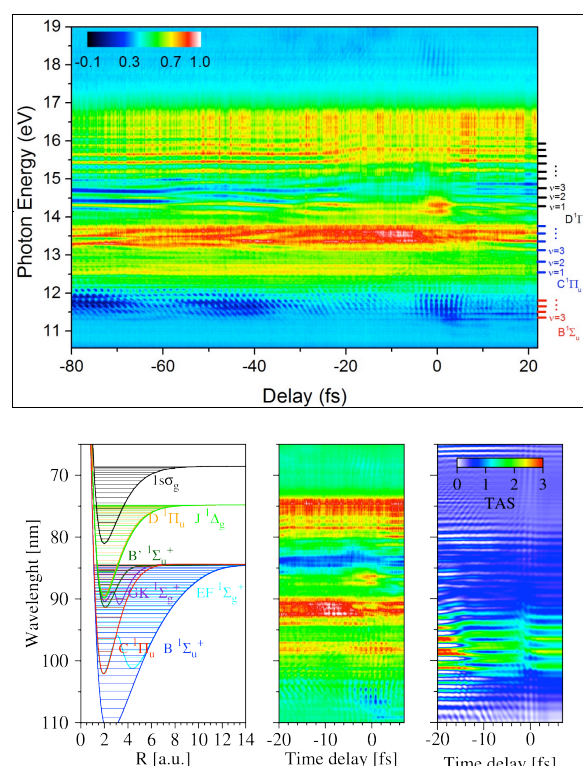 19
18
17
16
15
14
13
12
11
Photon Energy (eV)
-0.1 0.3 0.7 1.0
-80 -60 -40 -20 0 20
Delay (fs)
ν=3
ν=2
ν=1
D¹Π
ν=3
ν=2
ν=1
C¹Πu
ν=3
B¹Σu
70
80
90
100
110
Wavelenght [nm]
1sσg
D ¹Πu J ¹Δg
B' ¹Σu⁺
GK ¹Σg⁺ EF ¹Σg⁺
C ¹Πu B ¹Σu⁺
0 2 4 6 8 10 12 14
R [a.u.]
-20 -10 0
Time delay [fs]
0 1 2 3
TAS
-20 -10 0
Time delay [fs]